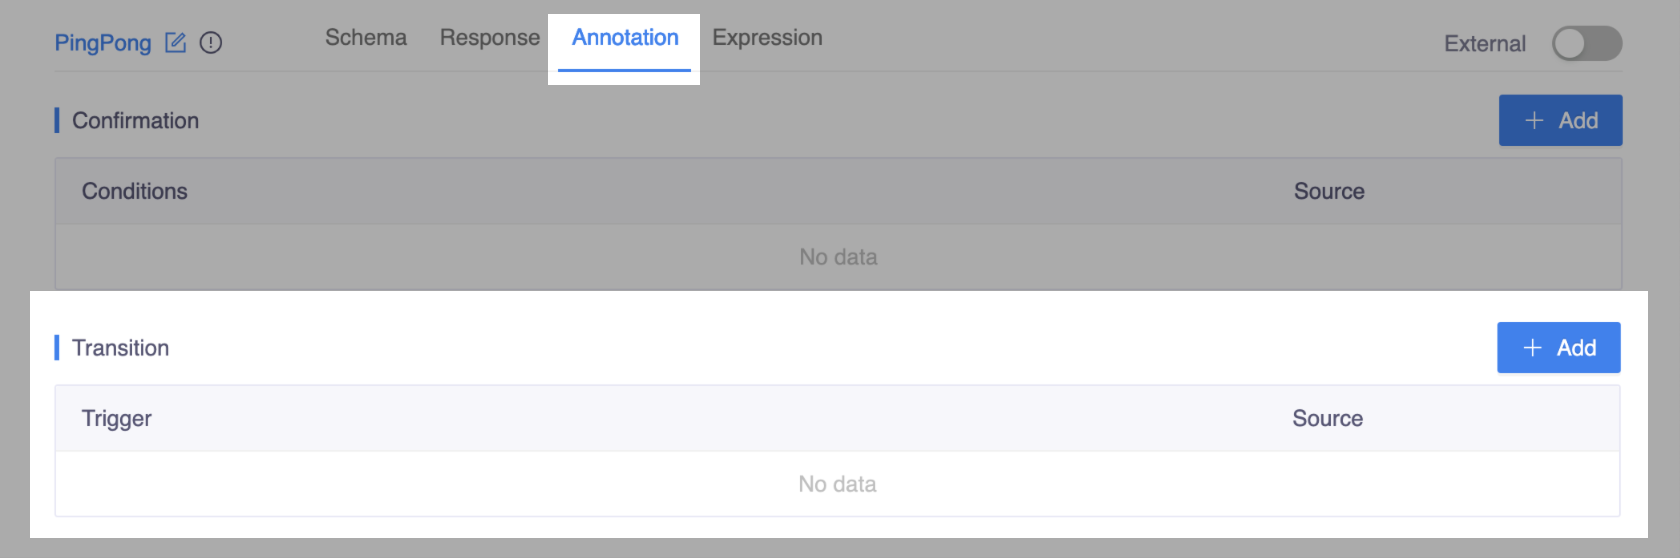 PingPong Schema Response Annotation Expression External
Confirmation + Add
Conditions Source
No data
Transition + Add
Trigger Source
No data